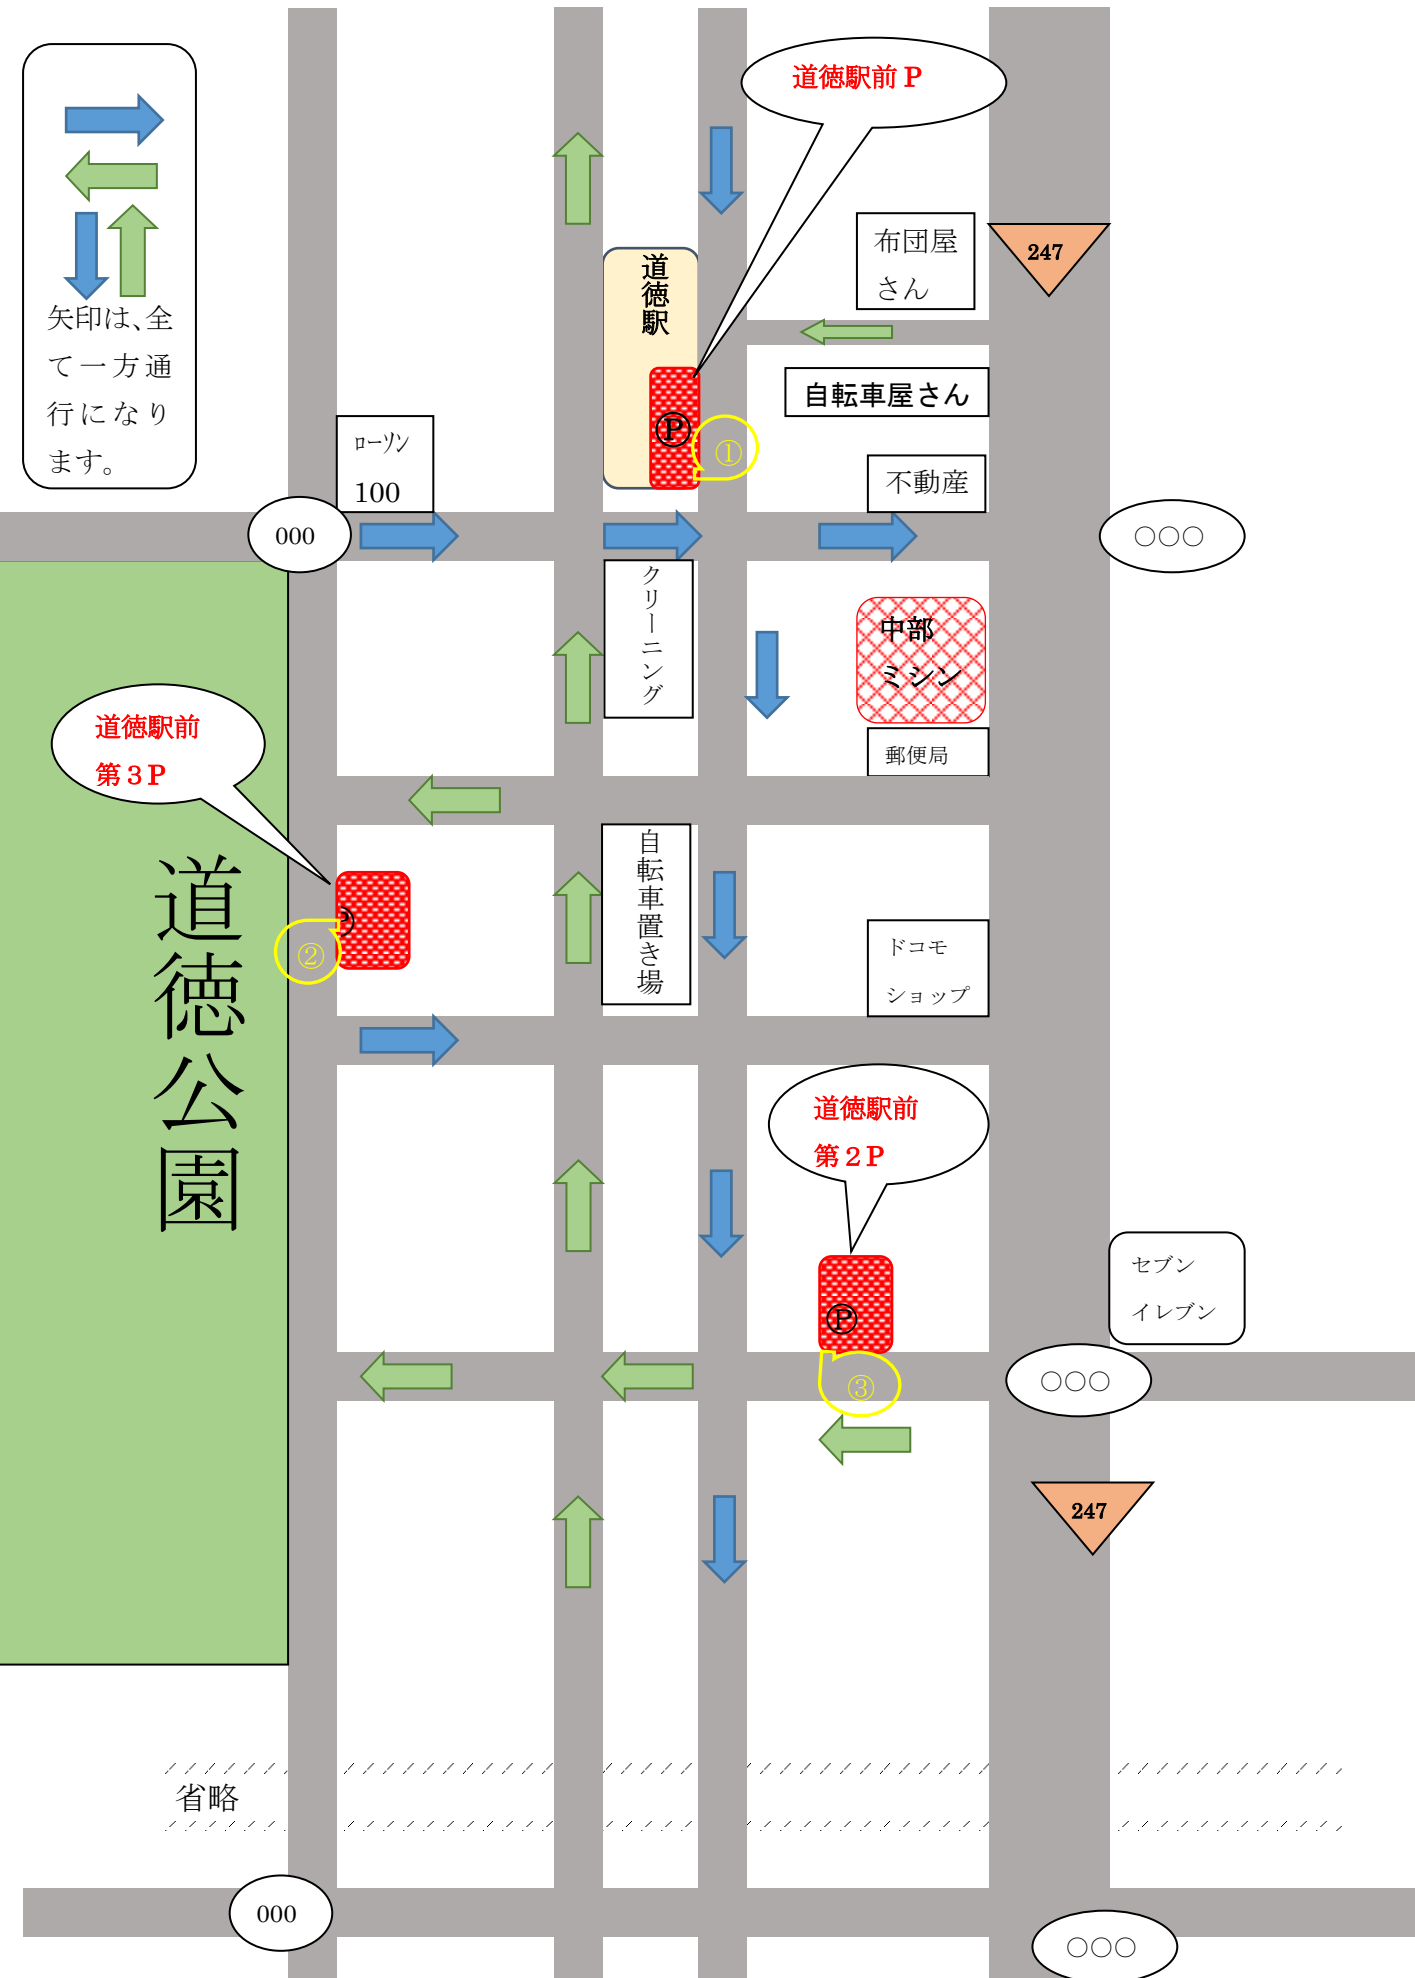 道徳駅前 P
矢印は、全
て一方通
行になり
ます。
布団屋
さん
247
道徳駅
自転車屋さん
Ⓟ
①
ローソン
100
不動産
000
○○○
クリーニング
中部
ミシン
郵便局
道徳駅前
第３P
自転車置き場
道徳公園
Ⓟ
②
ドコモ
ショップ
道徳駅前
第２P
セブン
イレブン
Ⓟ
③
○○○
247
省略
000
○○○